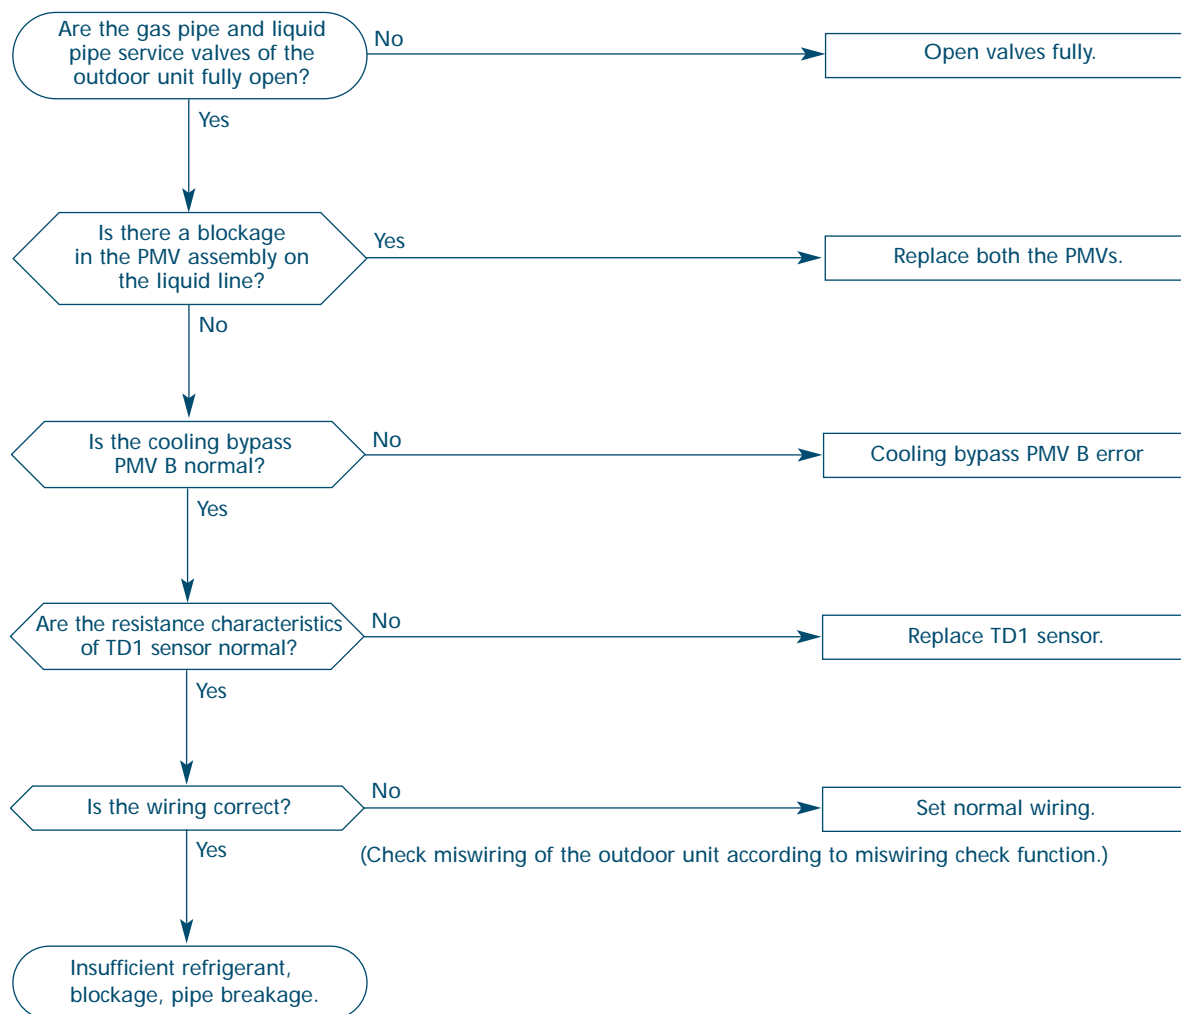 Are the gas pipe and liquid
pipe service valves of the
outdoor unit fully open?
No
Open valves fully.
Yes
Is there a blockage
in the PMV assembly on
the liquid line?
Yes
Replace both the PMVs.
No
Is the cooling bypass
PMV B normal?
No
Cooling bypass PMV B error
Yes
Are the resistance characteristics
of TD1 sensor normal?
No
Replace TD1 sensor.
Yes
Is the wiring correct?
No
Set normal wiring.
Yes
(Check miswiring of the outdoor unit according to miswiring check function.)
Insufficient refrigerant,
blockage, pipe breakage.